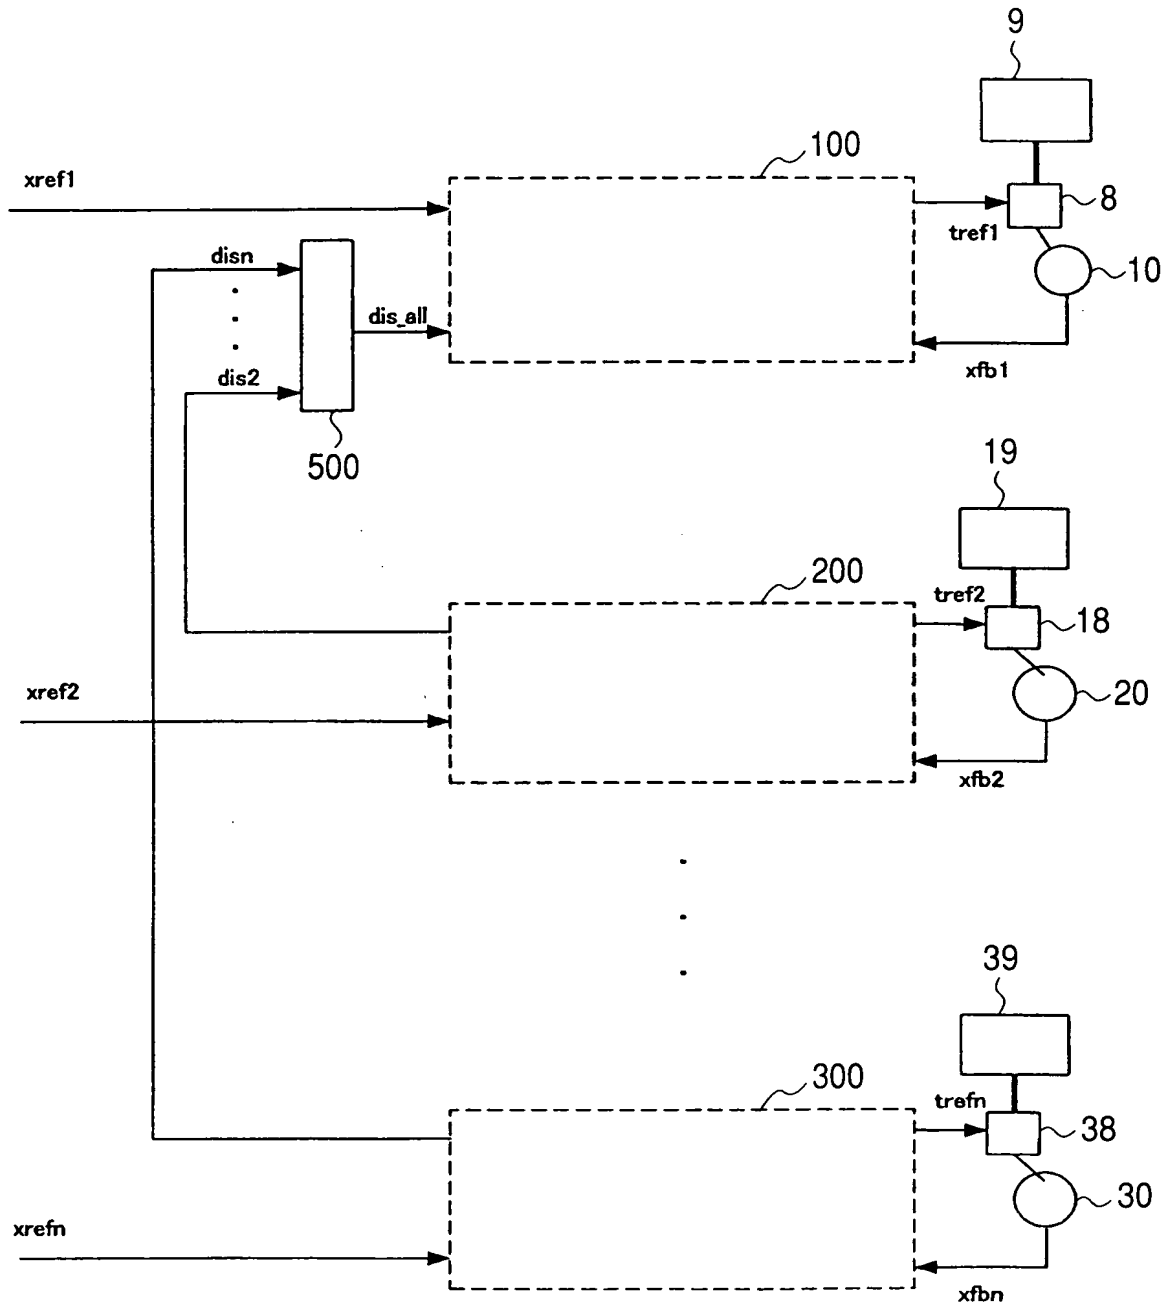 9
100
xref1
8
tref1
disn
10
dis_all
xfb1
dis2
500
19
200
tref2
18
xref2
20
xfb2
39
300
trefn
38
30
xrefn
xfbn